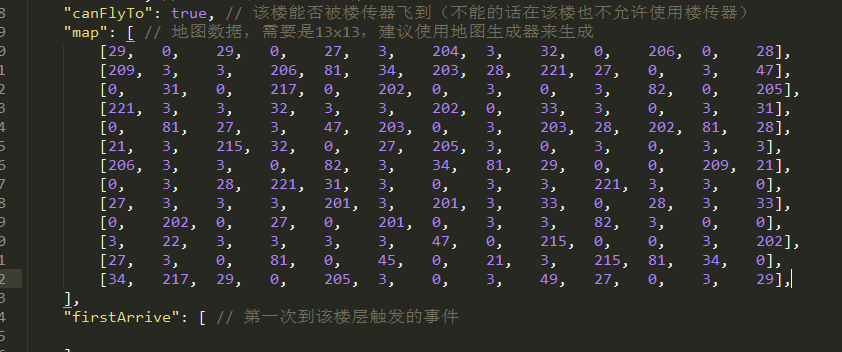 8 "canFlyTo": true, // 该楼能否被楼传器飞到（不能的话在该楼也不允许使用楼传器）
9 "map": [ // 地图数据，需要是13x13，建议使用地图生成器来生成
0 [29, 0, 29, 0, 27, 3, 204, 3, 32, 0, 206, 0, 28],
1 [209, 3, 3, 206, 81, 34, 203, 28, 221, 27, 0, 3, 47],
2 [0, 31, 0, 217, 0, 202, 0, 3, 0, 3, 82, 0, 205],
3 [221, 3, 3, 32, 3, 3, 202, 0, 33, 3, 0, 3, 31],
4 [0, 81, 27, 3, 47, 203, 0, 3, 203, 28, 202, 81, 28],
5 [21, 3, 215, 32, 0, 27, 205, 3, 0, 3, 0, 3, 3],
6 [206, 3, 3, 0, 82, 3, 34, 81, 29, 0, 0, 209, 21],
7 [0, 3, 28, 221, 31, 3, 0, 3, 3, 221, 3, 3, 0],
8 [27, 3, 3, 3, 201, 3, 201, 3, 33, 0, 28, 3, 33],
9 [0, 202, 0, 27, 0, 201, 0, 3, 3, 82, 3, 0, 0],
0 [3, 22, 3, 3, 3, 3, 47, 0, 215, 0, 0, 3, 202],
1 [27, 3, 0, 81, 0, 45, 0, 21, 3, 215, 81, 34, 0],
2 [34, 217, 29, 0, 205, 3, 0, 3, 49, 27, 0, 3, 29],
3 ],
4 "firstArrive": [ // 第一次到该楼层触发的事件
5